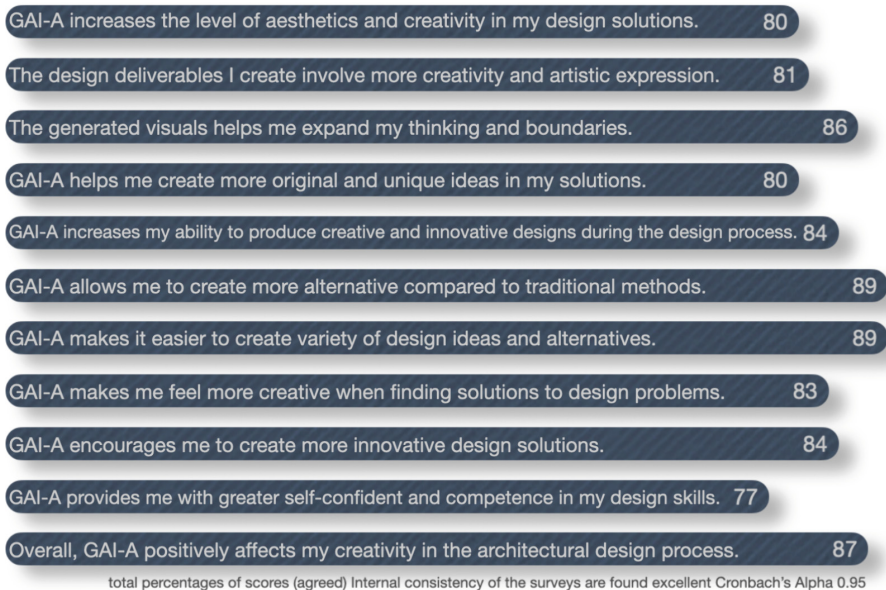 GAI-A increases the level of aesthetics and creativity in my design solutions. 80
The design deliverables I create involve more creativity and artistic expression. 81
The generated visuals helps me expand my thinking and boundaries. 86
GAI-A helps me create more original and unique ideas in my solutions. 80
GAI-A increases my ability to produce creative and innovative designs during the design process. 84
GAI-A allows me to create more alternative compared to traditional methods. 89
GAI-A makes it easier to create variety of design ideas and alternatives. 89
GAI-A makes me feel more creative when finding solutions to design problems. 83
GAI-A encourages me to create more innovative design solutions. 84
GAI-A provides me with greater self-confident and competence in my design skills. 77
Overall, GAI-A positively affects my creativity in the architectural design process. 87
total percentages of scores (agreed) Internal consistency of the surveys are found excellent Cronbach's Alpha 0.95